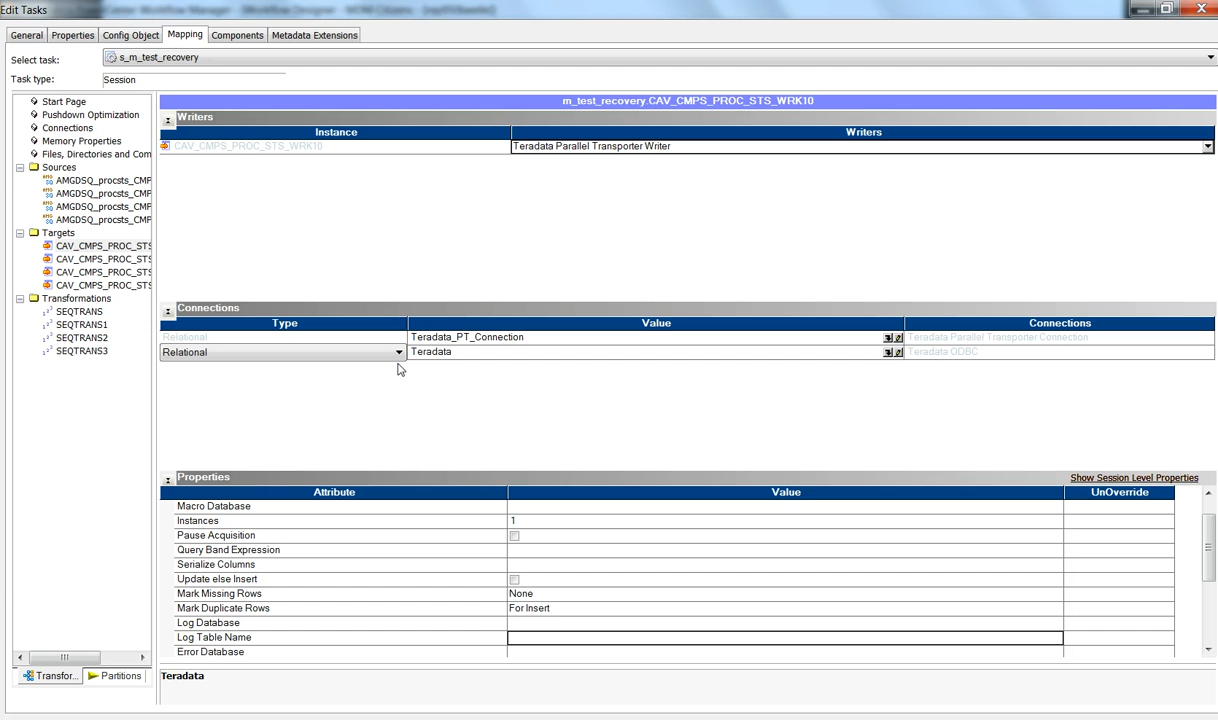 Edit Tasks
General Properties Config Object Mapping Components Metadata Extensions
Select task: s_m_test_recovery
Task type: Session
Start Page
Pushdown Optimization
Connections
Memory Properties
Files, Directories and Com
Sources
AMGDSQ_procsts_CMP
AMGDSQ_procsts_CMP
AMGDSQ_procsts_CMP
AMGDSQ_procsts_CMP
Targets
CAV_CMPS_PROC_STS
CAV_CMPS_PROC_STS
CAV_CMPS_PROC_STS
CAV_CMPS_PROC_STS
Transformations
SEQTRANS
SEQTRANS1
SEQTRANS2
SEQTRANS3
Transfor... Partitions
m_test_recovery.CAV_CMPS_PROC_STS_WRK10
Writers
Instance Writers
CAV_CMPS_PROC_STS_WRK10 Teradata Parallel Transporter Writer
Connections
Type Value Connections
Relational Teradata_PT_Connection Teradata Parallel Transporter Connection
Relational Teradata Teradata ODBC
Properties Show Session Level Properties
Attribute Value UnOverride
Macro Database
Instances 1
Pause Acquisition
Query Band Expression
Serialize Columns
Update else Insert
Mark Missing Rows None
Mark Duplicate Rows For Insert
Log Database
Log Table Name
Error Database
Teradata